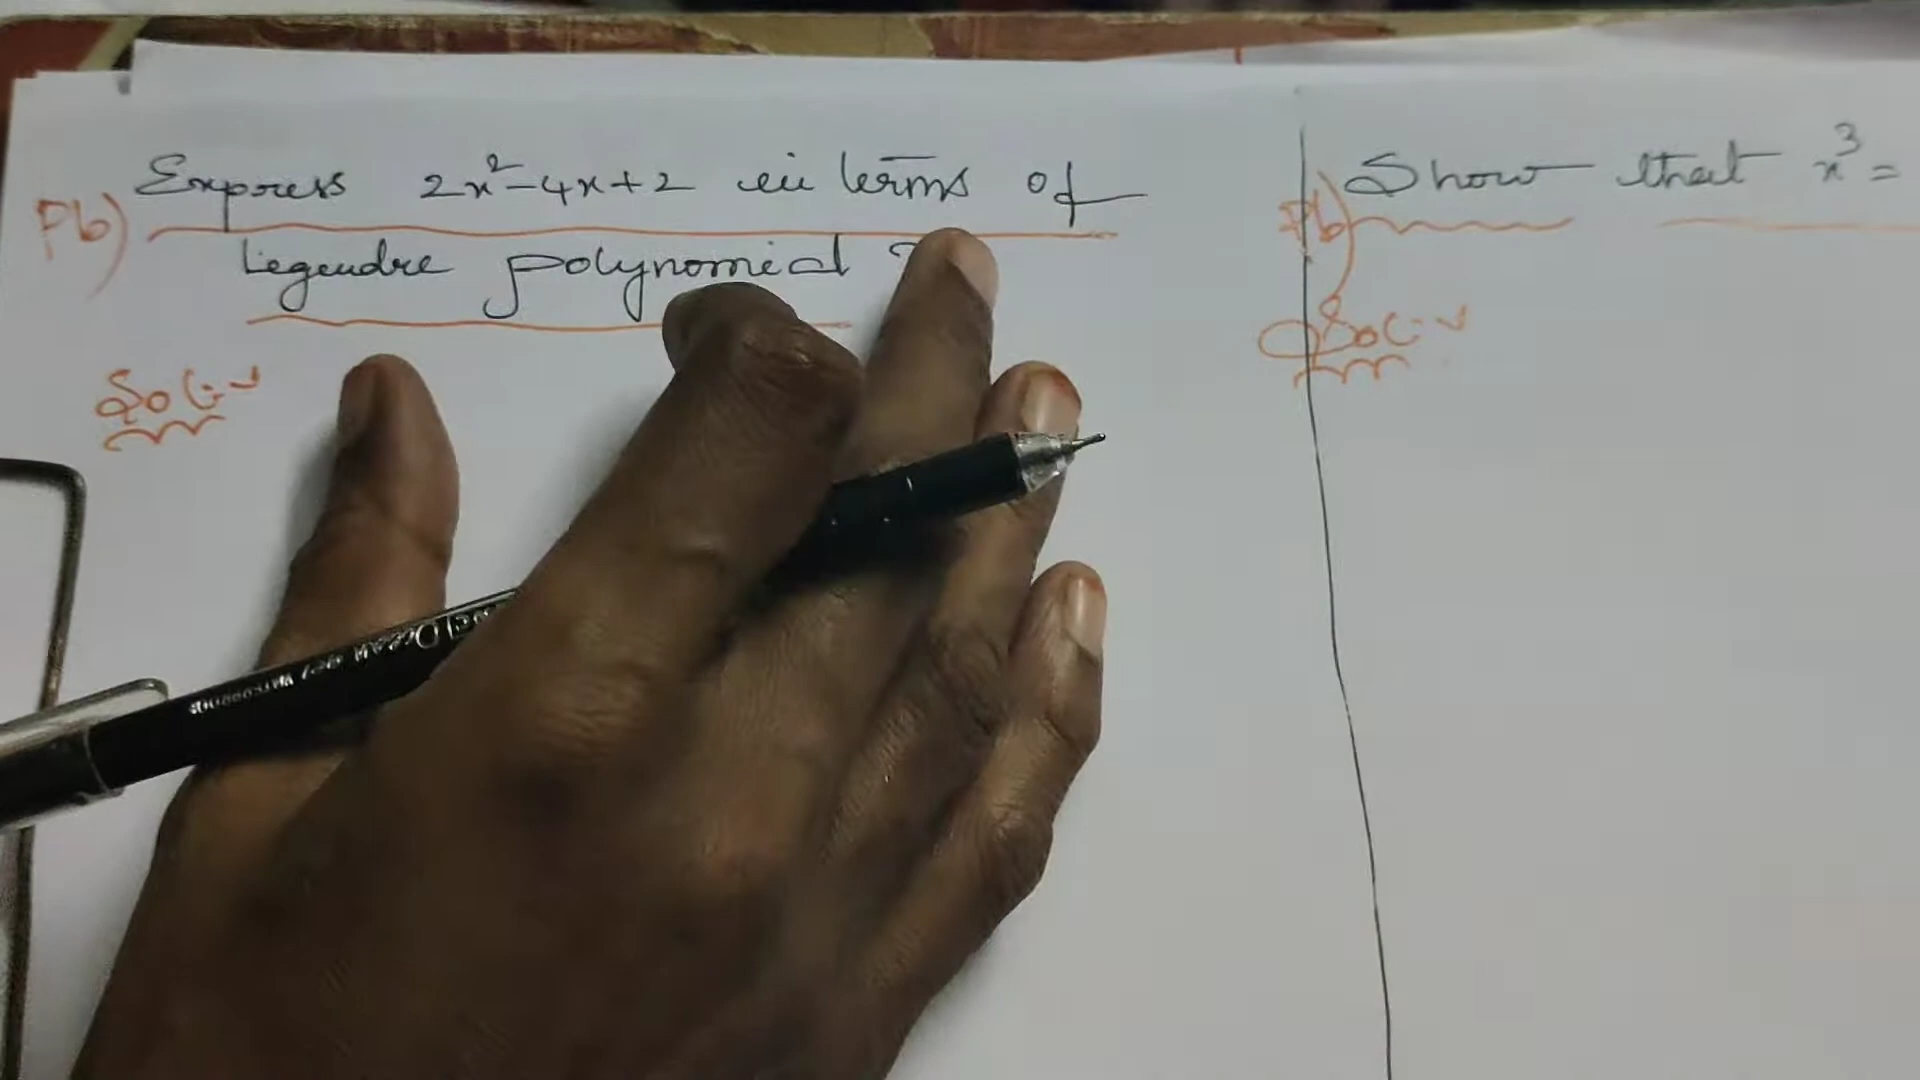 Pb) Express 2x²-4x+2 in terms of
Legendre polynomial ?
Sol:-
Pb) Show that x³ =
Sol:-